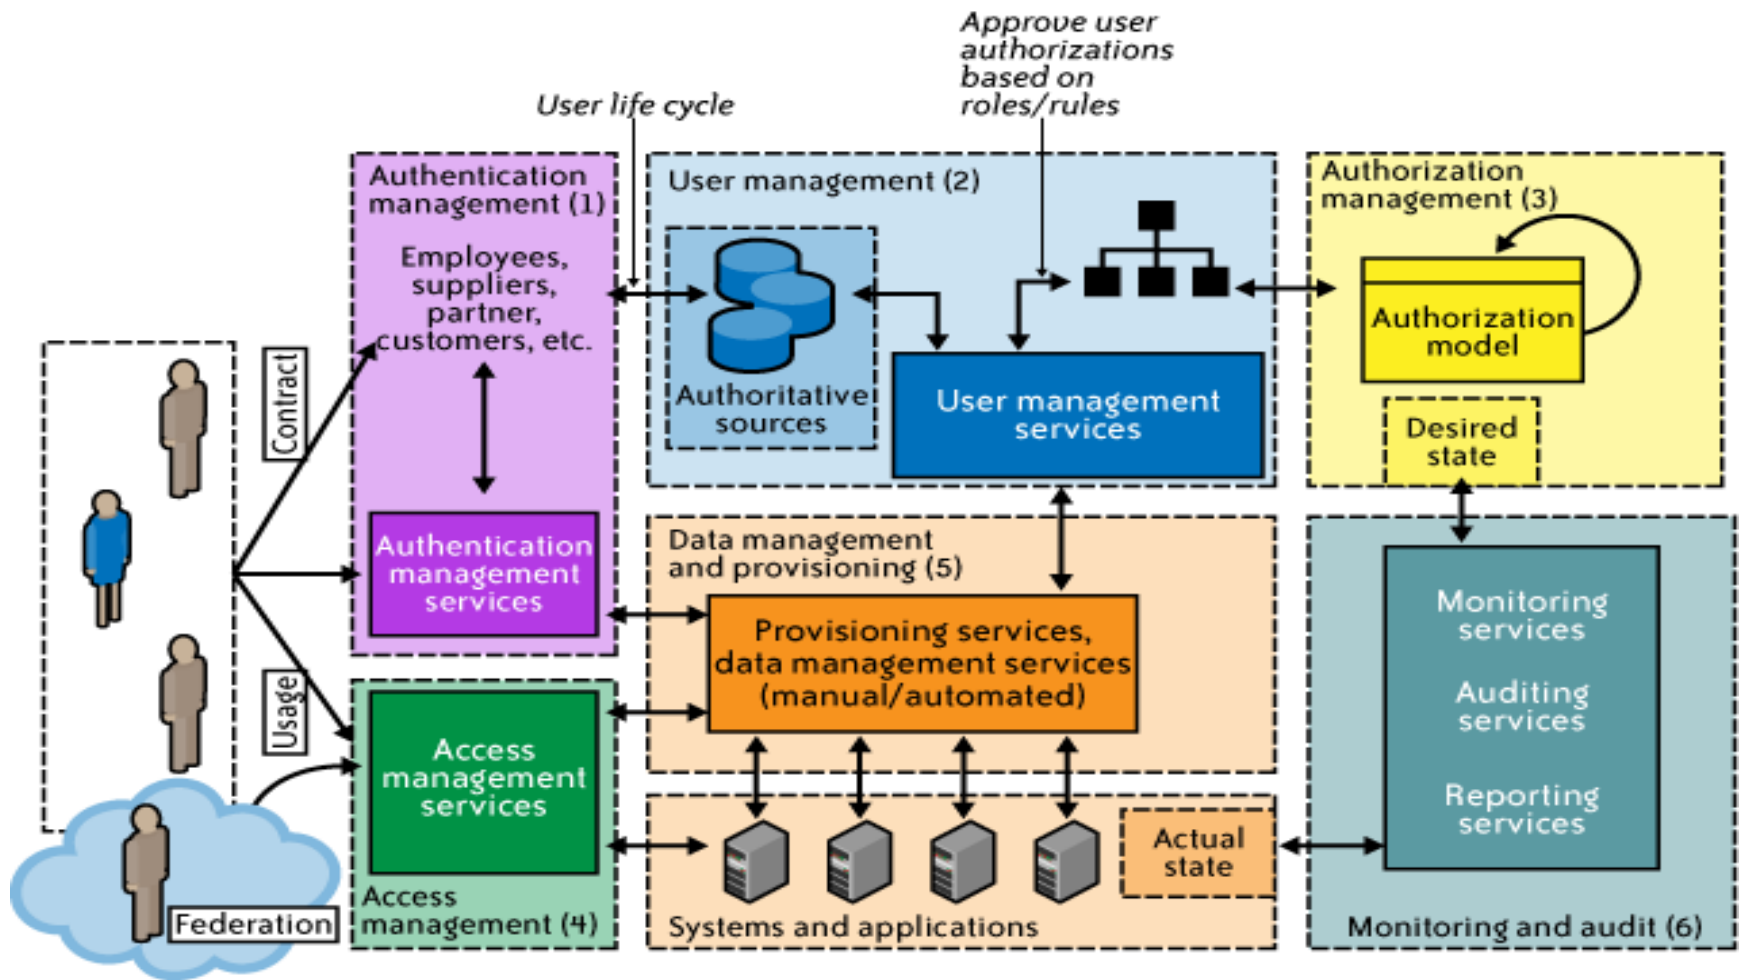 Approve user
authorizations
based on
roles/rules
User life cycle
Authentication
management (1)
Employees,
suppliers,
partner,
customers, etc.
Authentication
management
services
User management (2)
Authoritative
sources
User management
services
Authorization
management (3)
Authorization
model
Desired
state
Contract
Usage
Federation
Access
management
services
Access
management (4)
Data management
and provisioning (5)
Provisioning services,
data management services
(manual/automated)
Actual
state
Systems and applications
Monitoring
services
Auditing
services
Reporting
services
Monitoring and audit (6)